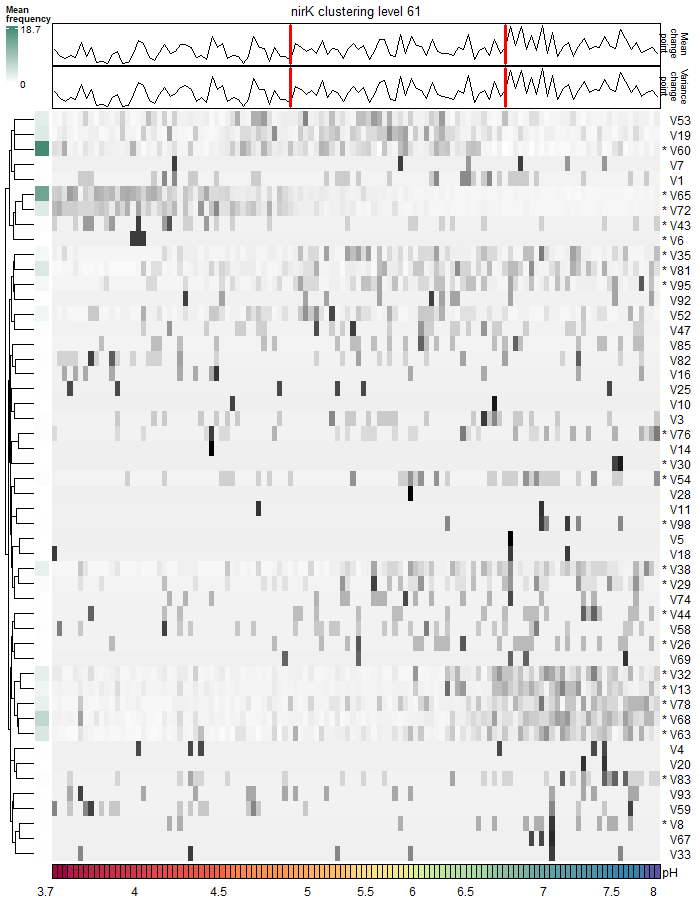 Mean
frequency
18.7
0
nirK clustering level 61
Mean
change
point
Variance
change
point
V53
V19
* V60
V7
V1
* V65
* V72
* V43
* V6
* V35
* V81
* V95
V92
V52
V47
V85
V82
V16
V25
V10
V3
* V76
V14
* V30
* V54
V28
V11
* V98
V5
V18
* V38
* V29
V74
* V44
V58
* V26
V69
* V32
* V13
* V78
* V68
* V63
V4
V20
* V83
V93
V59
* V8
V67
V33
pH
3.7 4 4.5 5 5.5 6 6.5 7 7.5 8